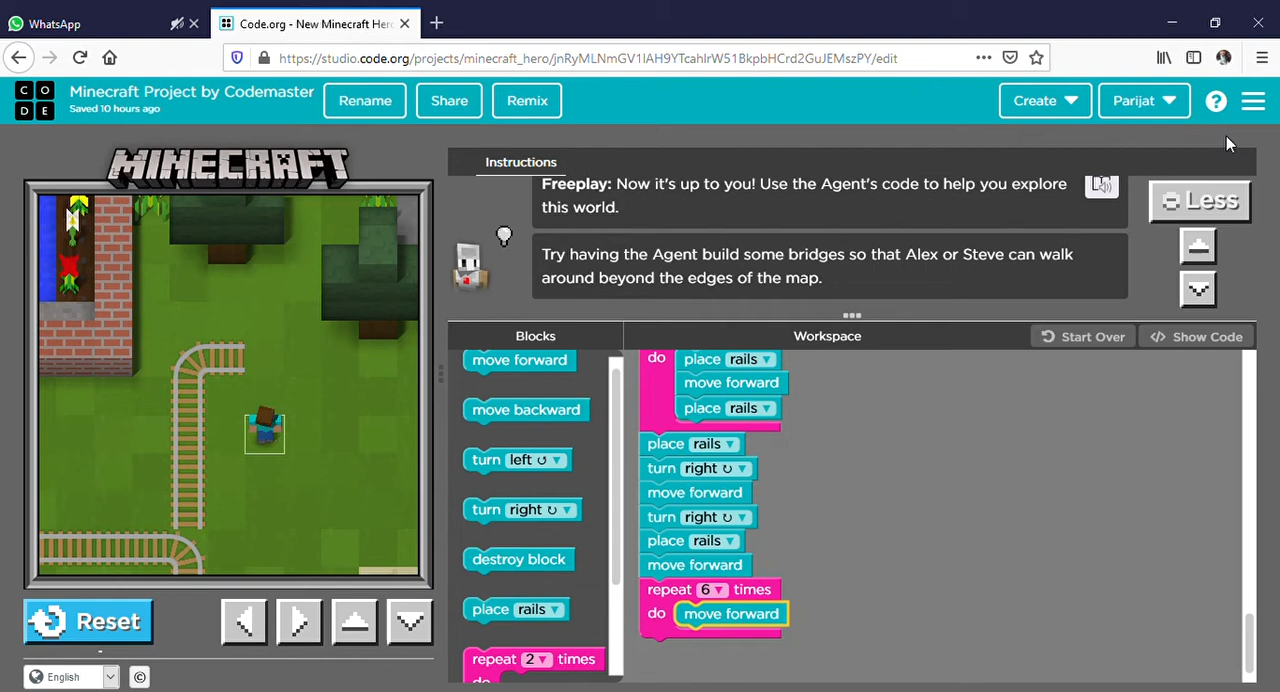 WhatsApp
Code.org - New Minecraft Her
https://studio.code.org/projects/minecraft_hero/jnRyMLNmGV1IAH9YTcahIrW51BkpbHCrd2GuJEMszPY/edit
C O D E
Minecraft Project by Codemaster
Saved 10 hours ago
Rename
Share
Remix
Create
Parijat
?
MINECRAFT
Instructions
Freeplay: Now it's up to you! Use the Agent's code to help you explore
this world.
Less
Try having the Agent build some bridges so that Alex or Steve can walk
around beyond the edges of the map.
Blocks
Workspace
Start Over
</> Show Code
move forward
move backward
turn left ↺
turn right ↻
destroy block
place rails
repeat 2 times
do
do
place rails
move forward
place rails
place rails
turn right ↻
move forward
turn right ↻
place rails
move forward
repeat 6 times
do move forward
Reset
English
©